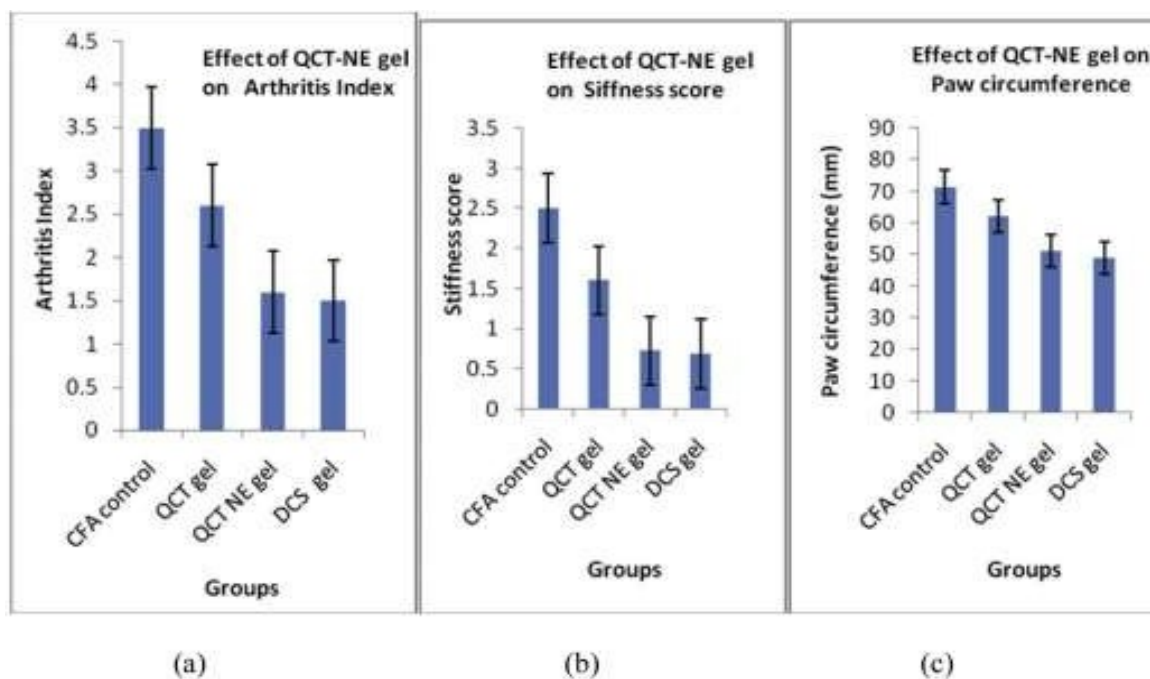 Effect of QCT-NE gel
on Arthritis Index
4.5
4
3.5
3
2.5
2
1.5
1
0.5
0
Arthritis Index
CFA control
QCT gel
QCT NE gel
DCS gel
Groups
(a)
Effect of QCT-NE gel
on Siffness score
3.5
3
2.5
2
1.5
1
0.5
0
Stiffness score
CFA control
QCT gel
QCT NE gel
DCS gel
Groups
(b)
Effect of QCT-NE gel on
Paw circumference
90
80
70
60
50
40
30
20
10
0
Paw circumference (mm)
CFA control
QCT gel
QCT NE gel
DCS gel
Groups
(c)